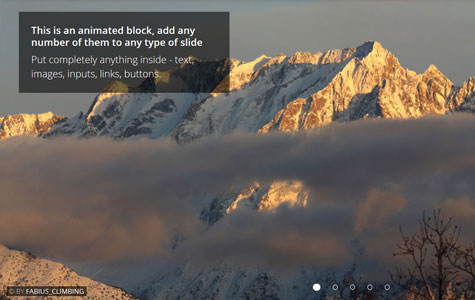 This is an animated block, add any
number of them to any type of slide
Put completely anything inside - text,
images, inputs, links, buttons.
© BY FABIUS_CLIMBING